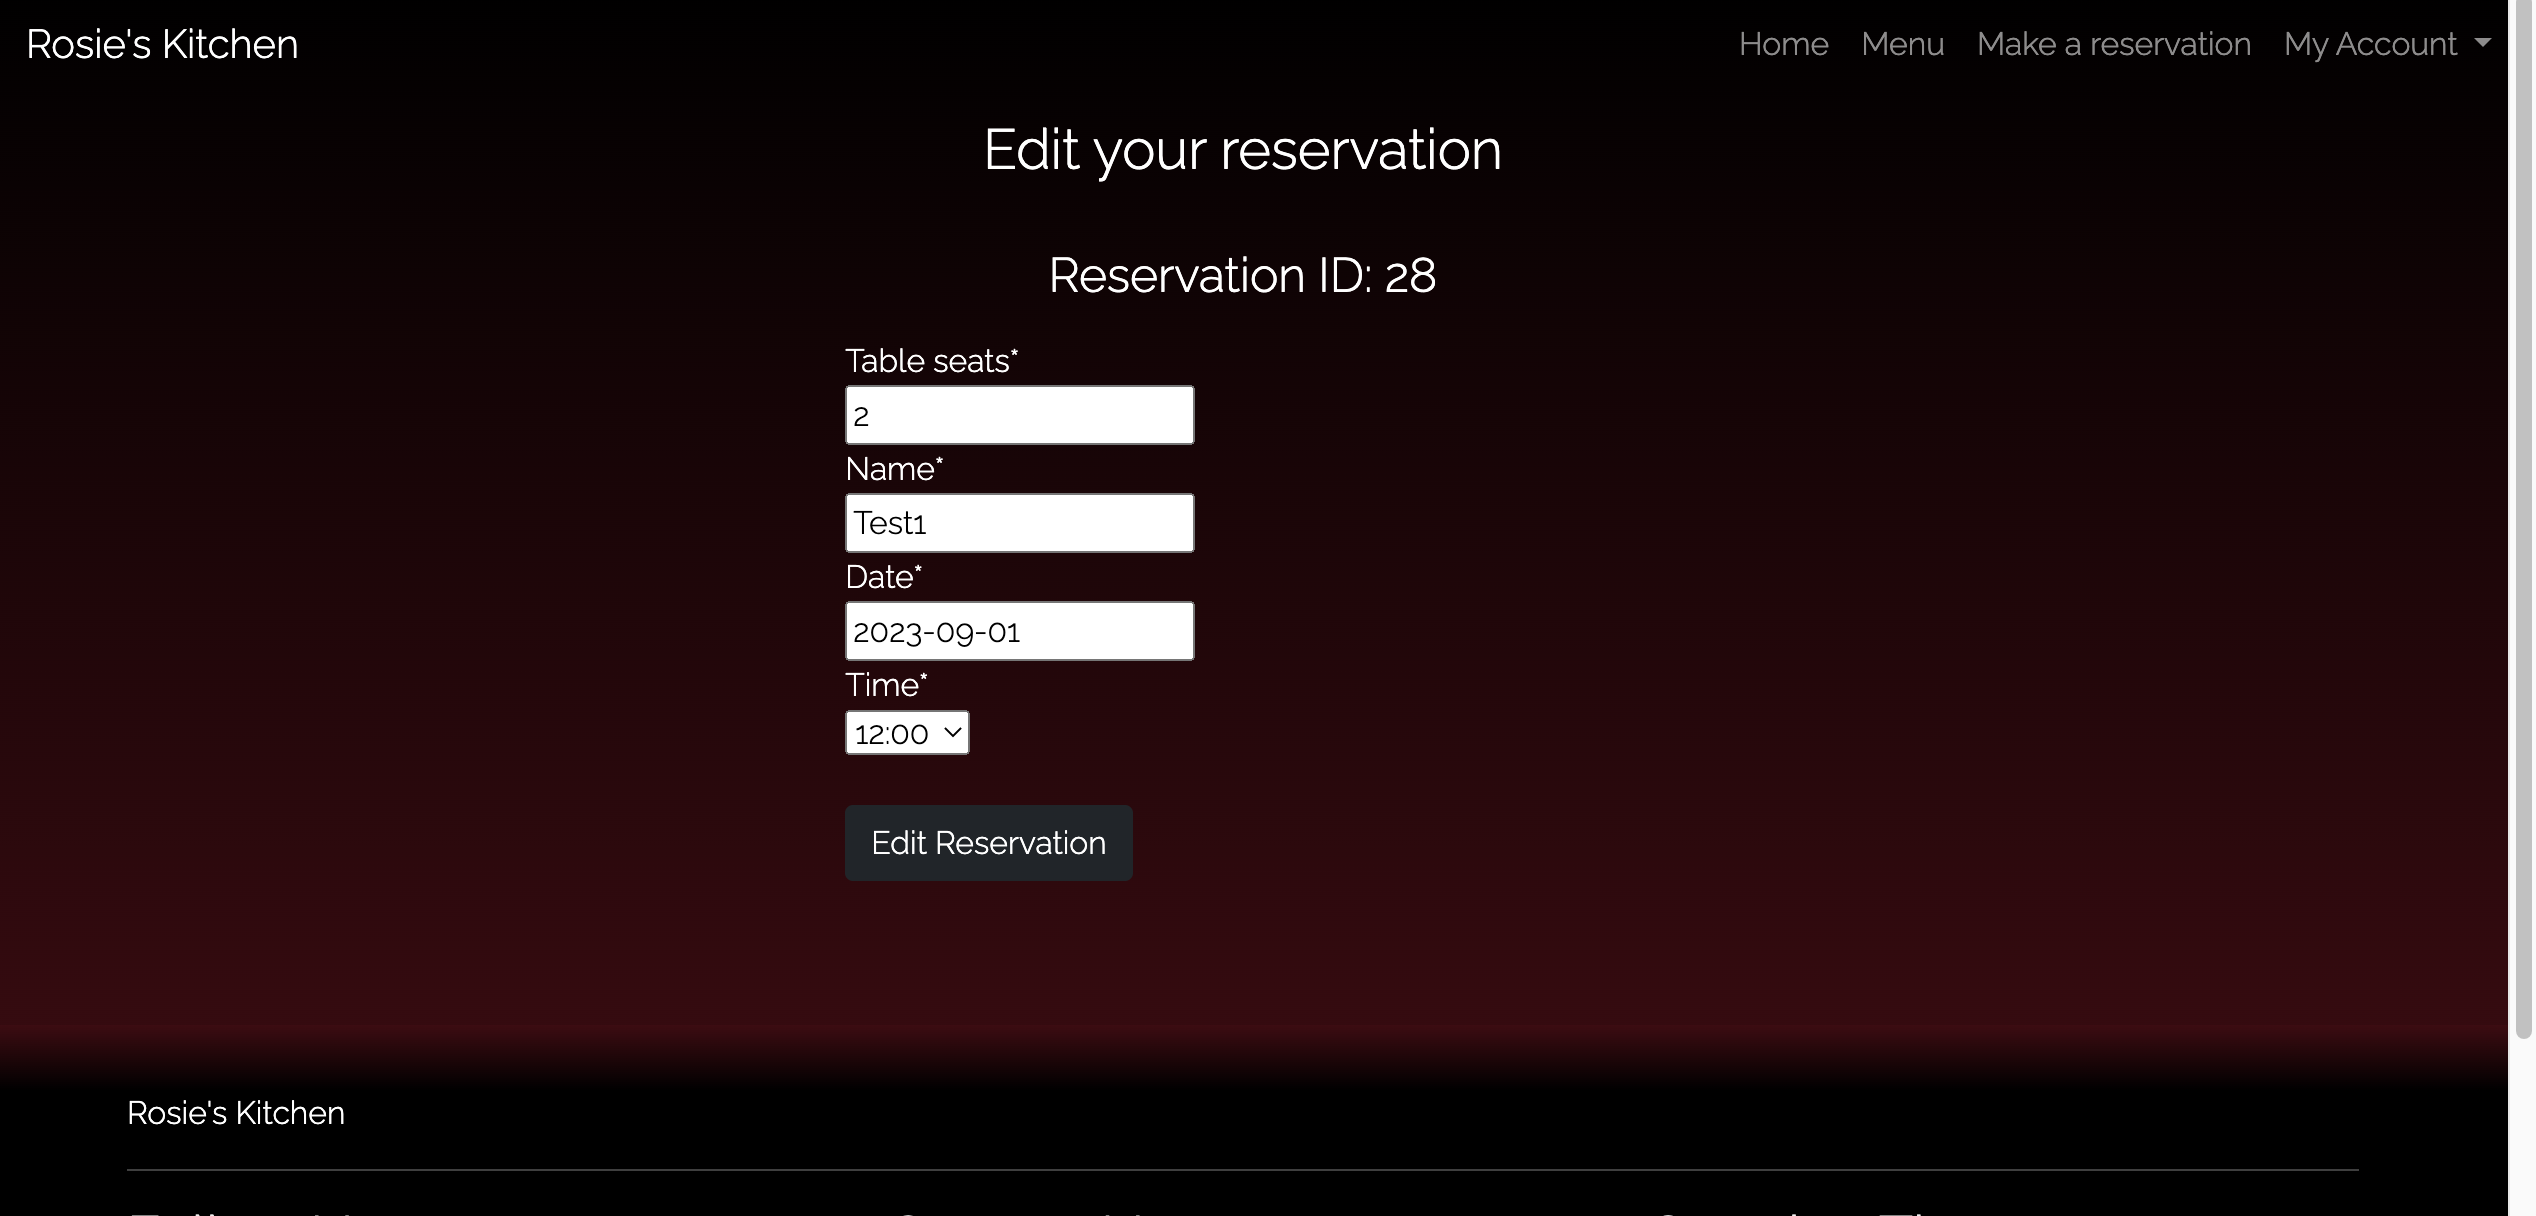 Rosie's Kitchen Home Menu Make a reservation My Account
Edit your reservation
Reservation ID: 28
Table seats*
2
Name*
Test1
Date*
2023-09-01
Time*
12:00
Edit Reservation
Rosie's Kitchen